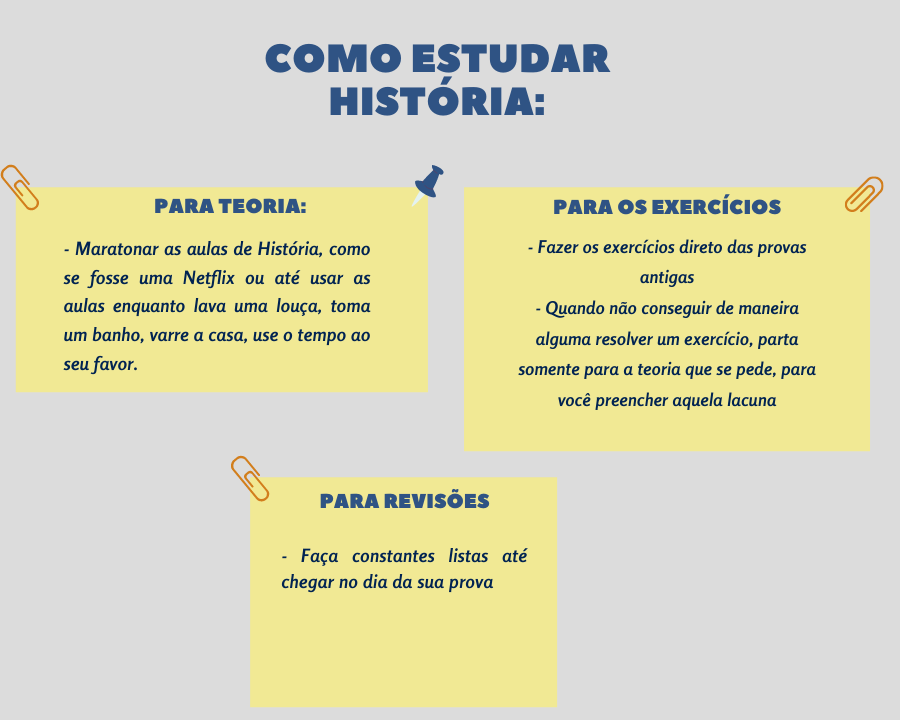 COMO ESTUDAR
HISTÓRIA:
PARA TEORIA:
- Maratonar as aulas de História, como
se fosse uma Netflix ou até usar as
aulas enquanto lava uma louça, toma
um banho, varre a casa, use o tempo ao
seu favor.
PARA OS EXERCÍCIOS
- Fazer os exercícios direto das provas
antigas
- Quando não conseguir de maneira
alguma resolver um exercício, parta
somente para a teoria que se pede, para
você preencher aquela lacuna
PARA REVISÕES
- Faça constantes listas até
chegar no dia da sua prova